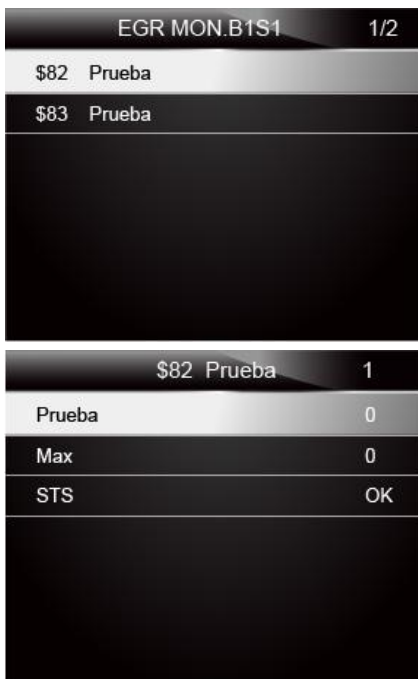 EGR MON.B1S1 1/2
$82 Prueba
$83 Prueba
$82 Prueba 1
Prueba 0
Max 0
STS OK